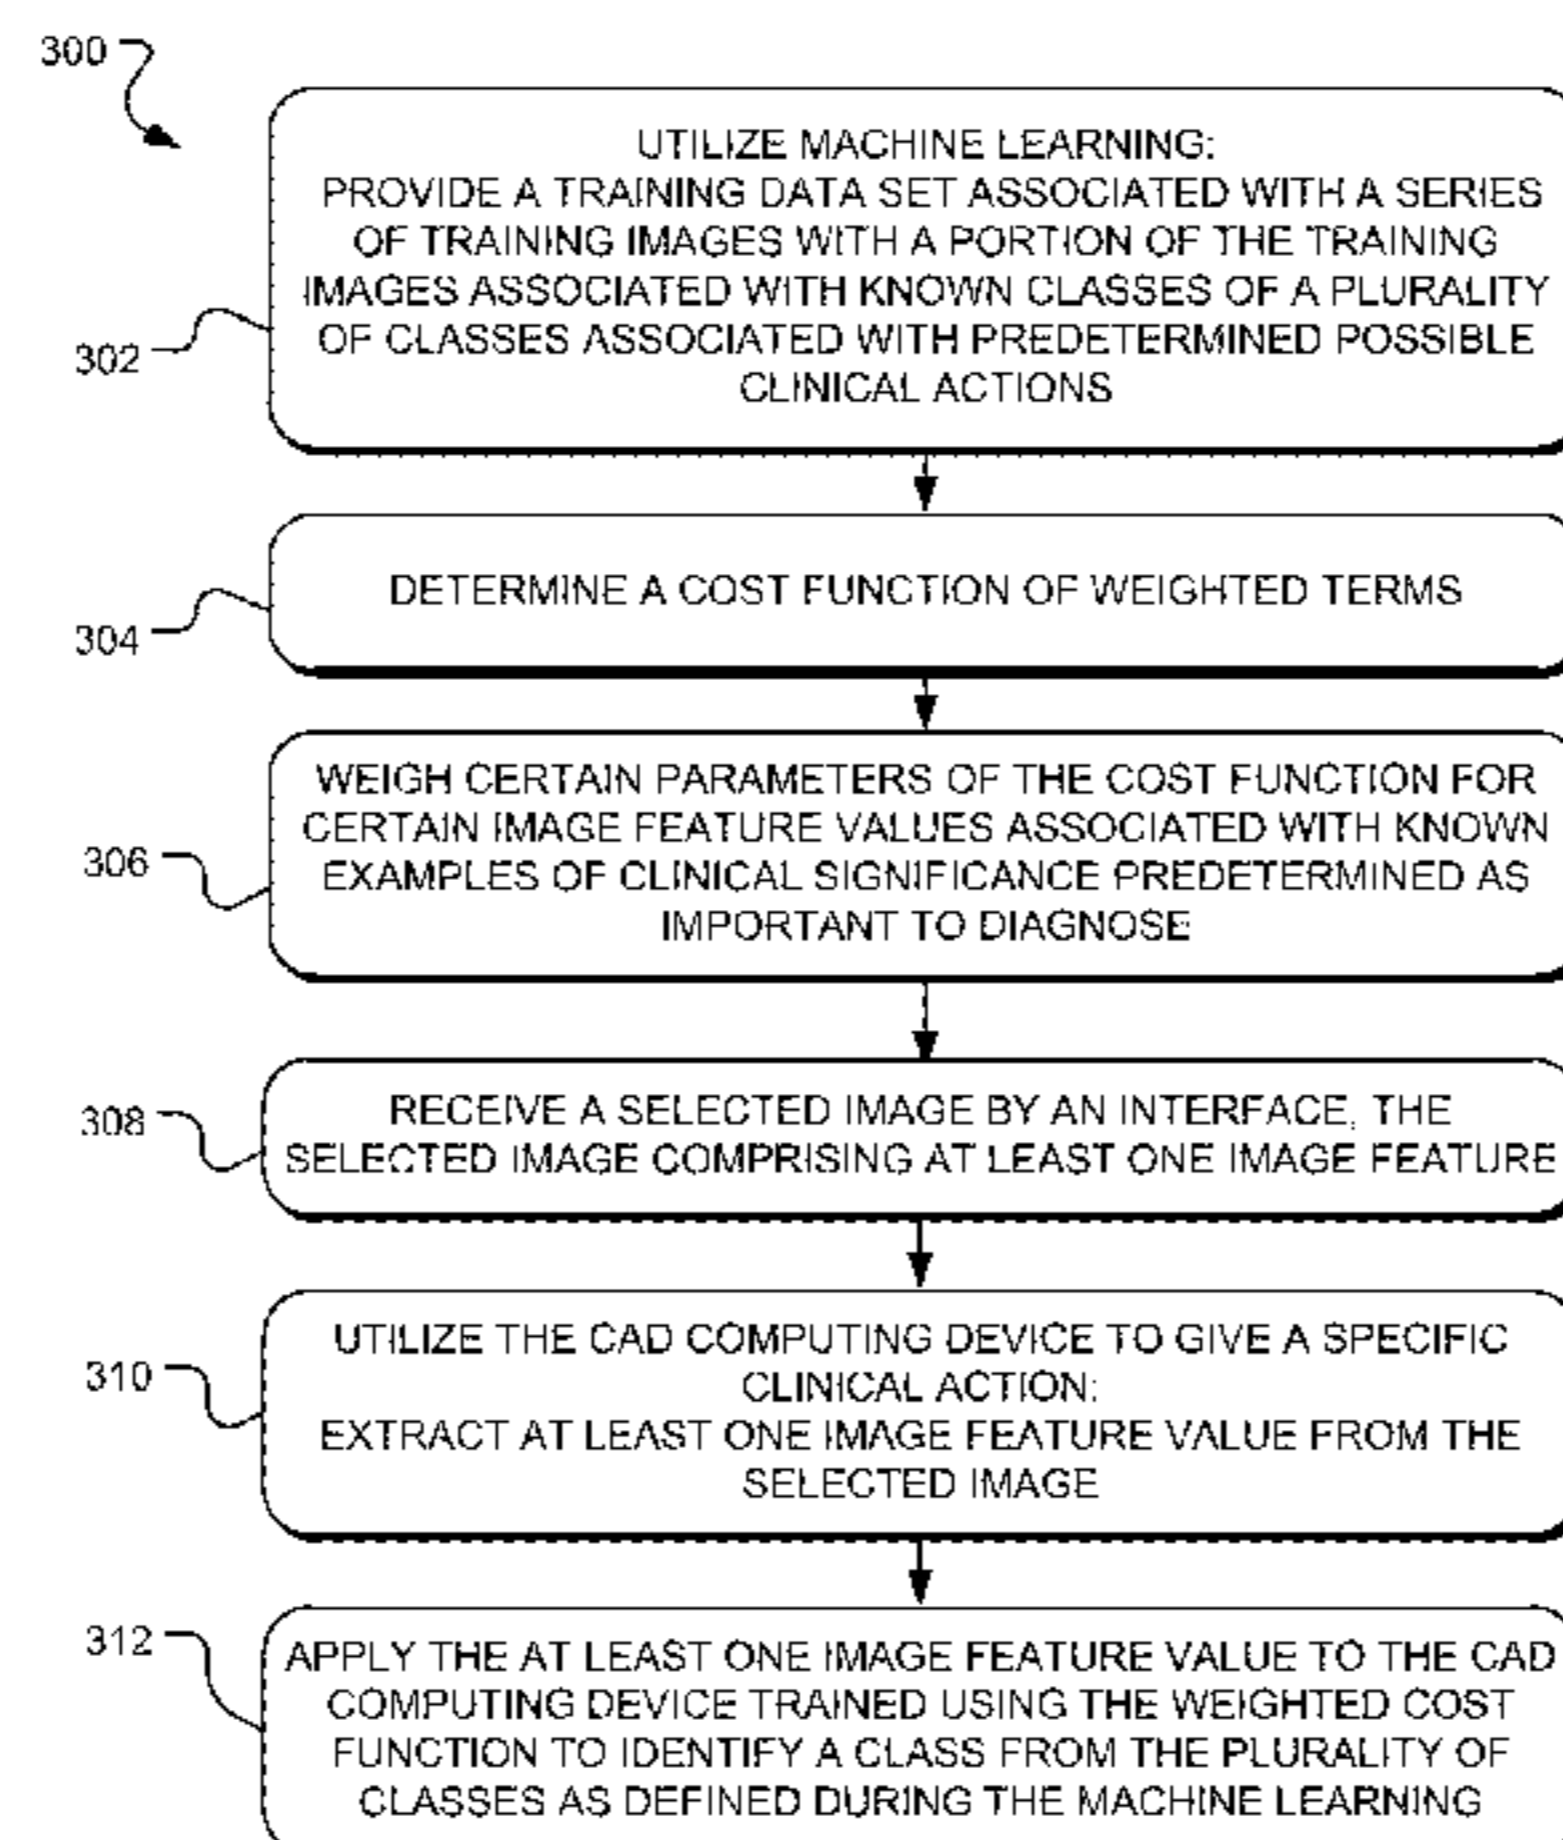 300
UTILIZE MACHINE LEARNING:
PROVIDE A TRAINING DATA SET ASSOCIATED WITH A SERIES
OF TRAINING IMAGES WITH A PORTION OF THE TRAINING
IMAGES ASSOCIATED WITH KNOWN CLASSES OF A PLURALITY
OF CLASSES ASSOCIATED WITH PREDETERMINED POSSIBLE
CLINICAL ACTIONS
302
DETERMINE A COST FUNCTION OF WEIGHTED TERMS
304
WEIGH CERTAIN PARAMETERS OF THE COST FUNCTION FOR
CERTAIN IMAGE FEATURE VALUES ASSOCIATED WITH KNOWN
EXAMPLES OF CLINICAL SIGNIFICANCE PREDETERMINED AS
IMPORTANT TO DIAGNOSE
306
RECEIVE A SELECTED IMAGE BY AN INTERFACE, THE
SELECTED IMAGE COMPRISING AT LEAST ONE IMAGE FEATURE
308
UTILIZE THE CAD COMPUTING DEVICE TO GIVE A SPECIFIC
CLINICAL ACTION:
EXTRACT AT LEAST ONE IMAGE FEATURE VALUE FROM THE
SELECTED IMAGE
310
APPLY THE AT LEAST ONE IMAGE FEATURE VALUE TO THE CAD
COMPUTING DEVICE TRAINED USING THE WEIGHTED COST
FUNCTION TO IDENTIFY A CLASS FROM THE PLURALITY OF
CLASSES AS DEFINED DURING THE MACHINE LEARNING
312